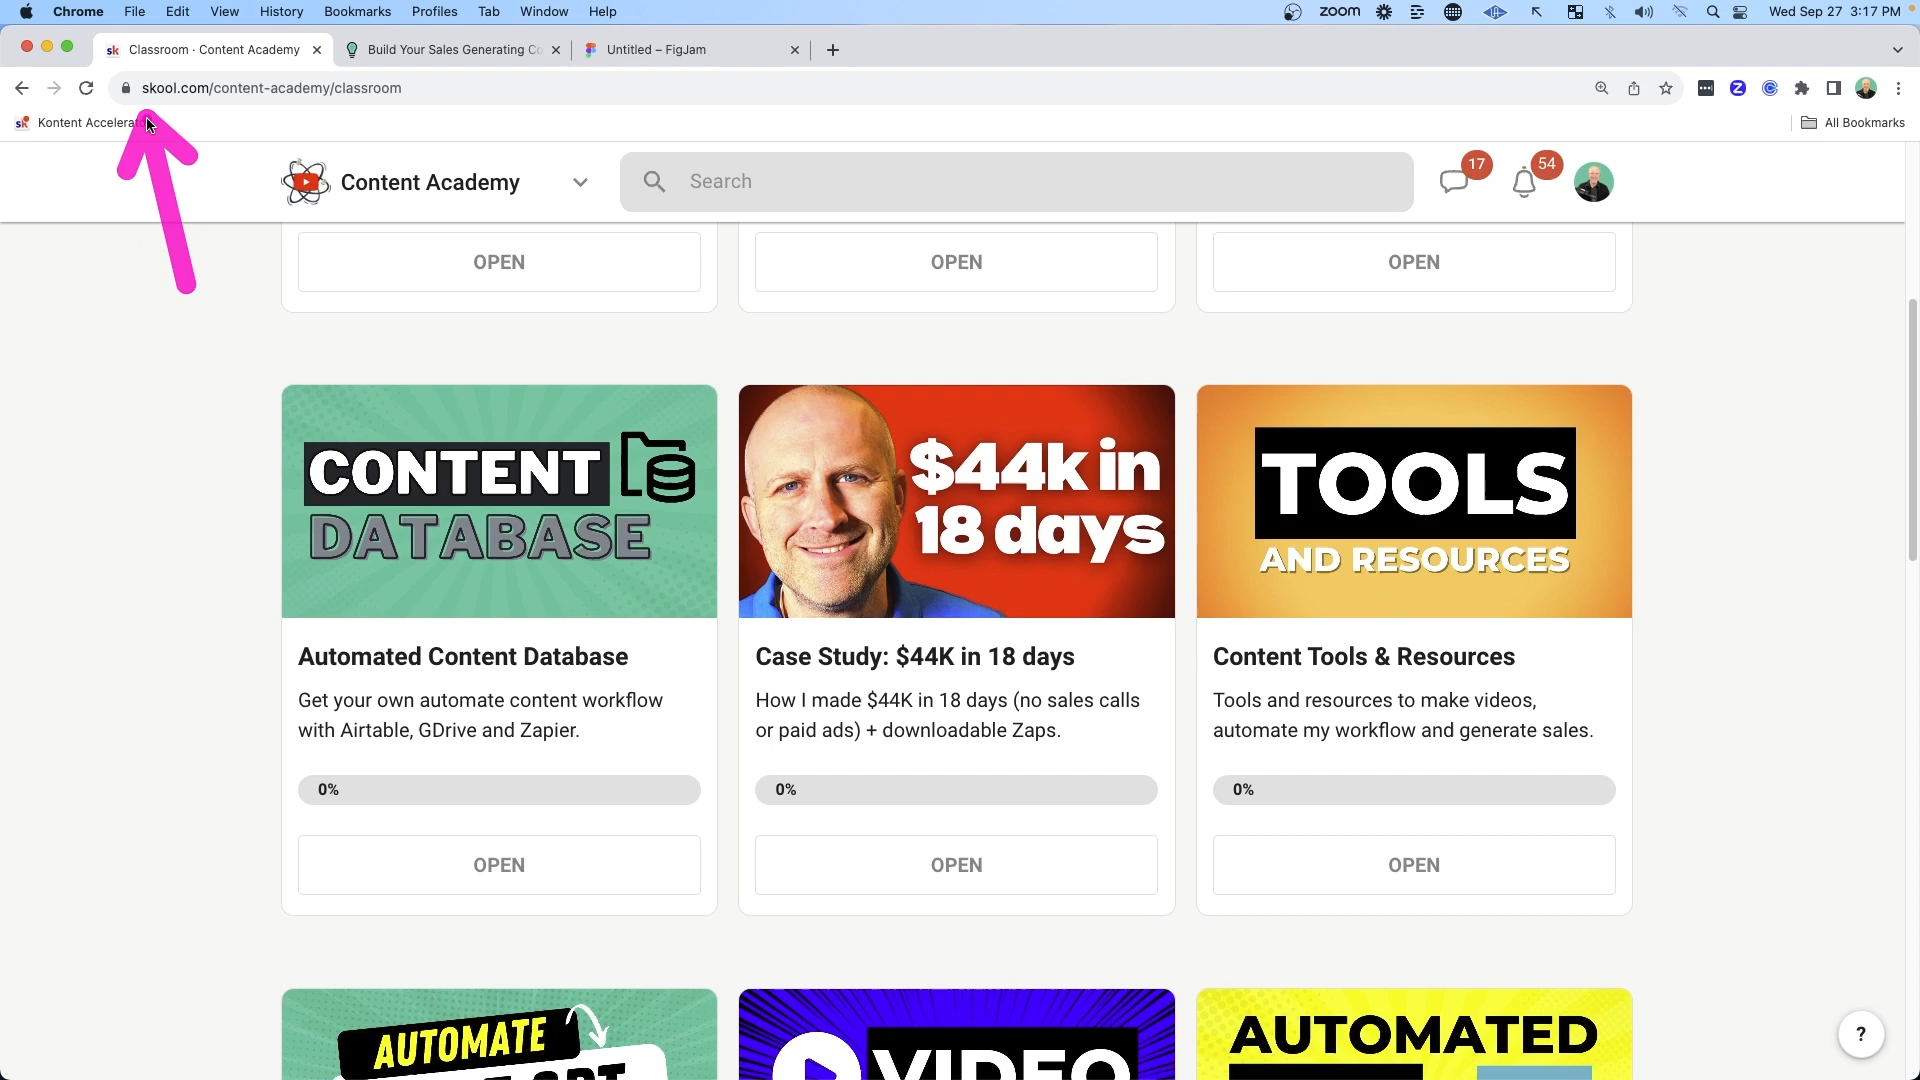 Chrome File Edit View History Bookmarks Profiles Tab Window Help
zoom
Wed Sep 27 3:17 PM
sk Classroom · Content Academy
Build Your Sales Generating Co
Untitled – FigJam
skool.com/content-academy/classroom
sk Kontent Accelerat
All Bookmarks
Content Academy
Search
17
54
OPEN
OPEN
OPEN
CONTENT
DATABASE
$44k in
18 days
TOOLS
AND RESOURCES
Automated Content Database
Get your own automate content workflow
with Airtable, GDrive and Zapier.
0%
OPEN
Case Study: $44K in 18 days
How I made $44K in 18 days (no sales calls
or paid ads) + downloadable Zaps.
0%
OPEN
Content Tools & Resources
Tools and resources to make videos,
automate my workflow and generate sales.
0%
OPEN
AUTOMATE
VIDEO
AUTOMATED
?